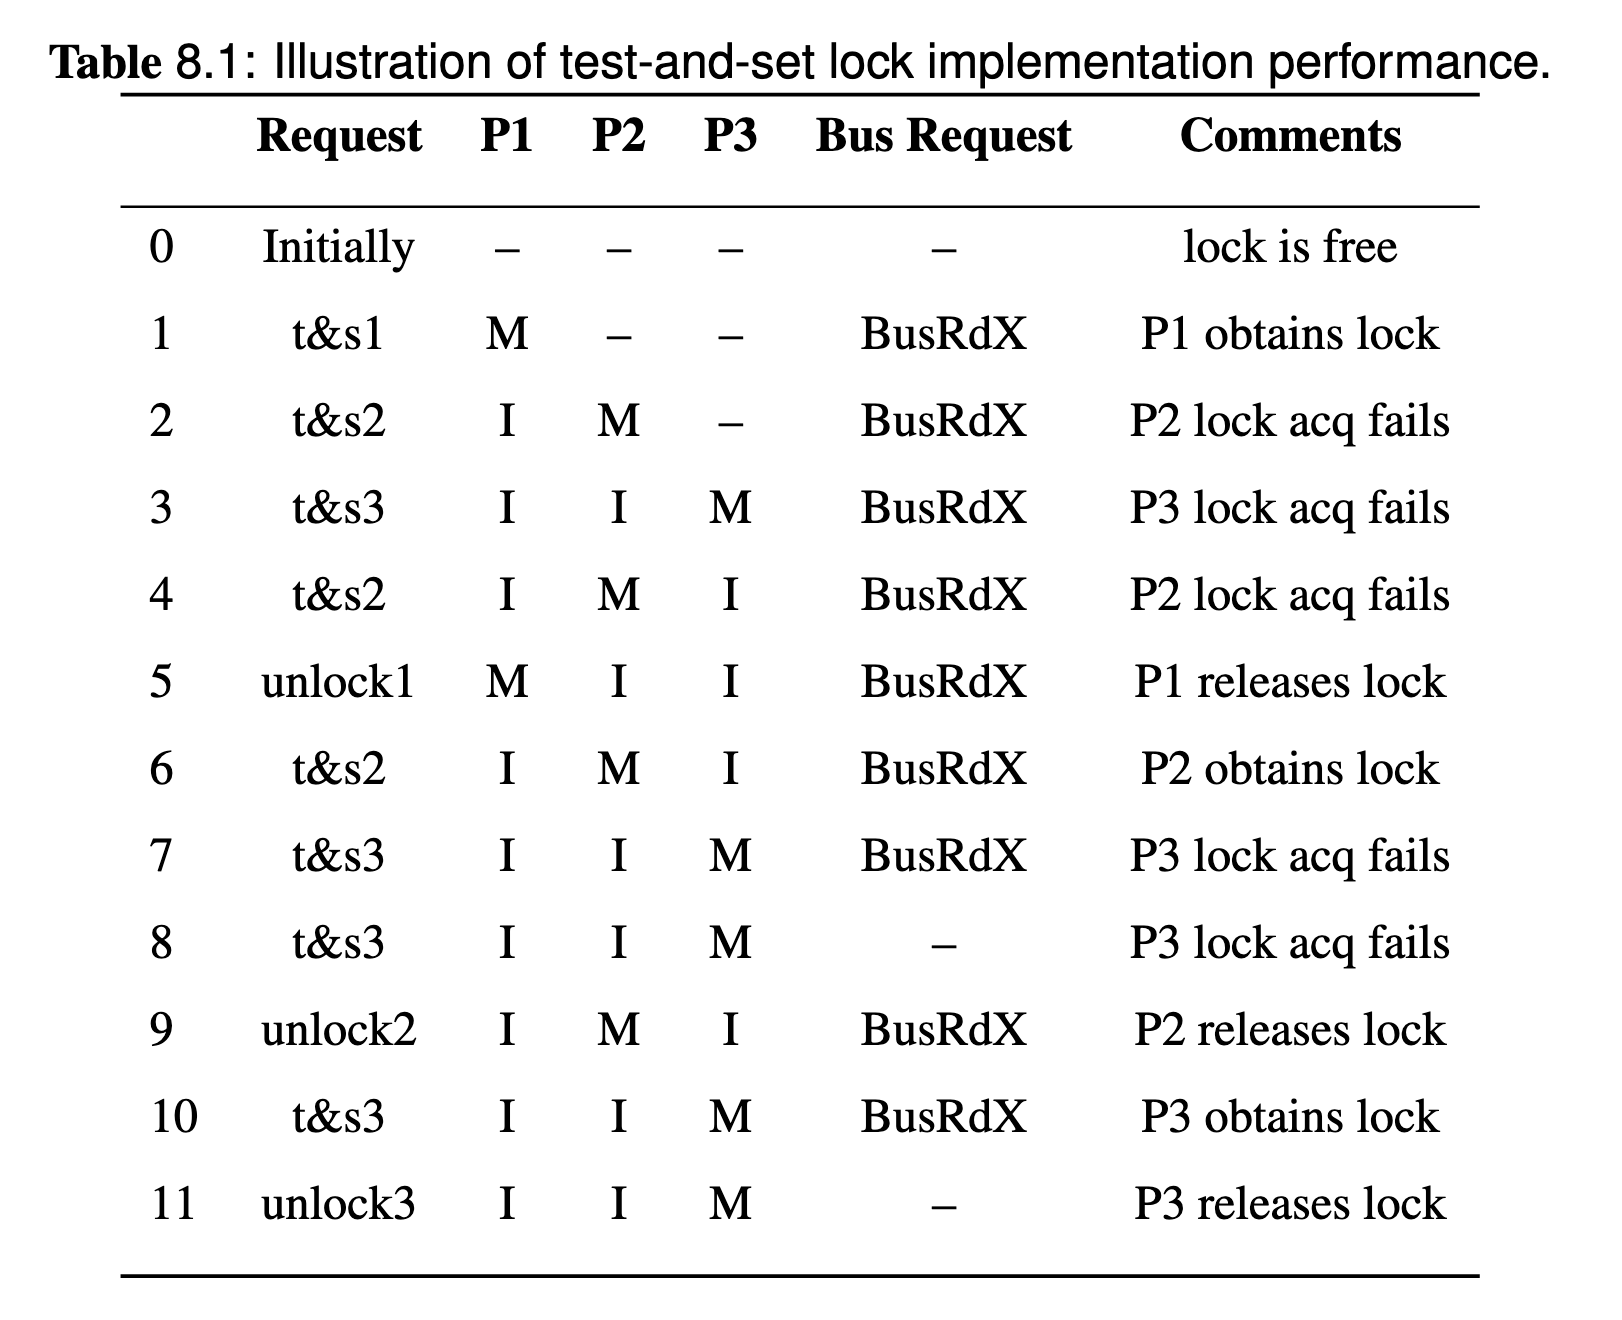 Table 8.1: Illustration of test-and-set lock implementation performance.
Request P1 P2 P3 Bus Request Comments
0 Initially – – – – lock is free
1 t&s1 M – – BusRdX P1 obtains lock
2 t&s2 I M – BusRdX P2 lock acq fails
3 t&s3 I I M BusRdX P3 lock acq fails
4 t&s2 I M I BusRdX P2 lock acq fails
5 unlock1 M I I BusRdX P1 releases lock
6 t&s2 I M I BusRdX P2 obtains lock
7 t&s3 I I M BusRdX P3 lock acq fails
8 t&s3 I I M – P3 lock acq fails
9 unlock2 I M I BusRdX P2 releases lock
10 t&s3 I I M BusRdX P3 obtains lock
11 unlock3 I I M – P3 releases lock